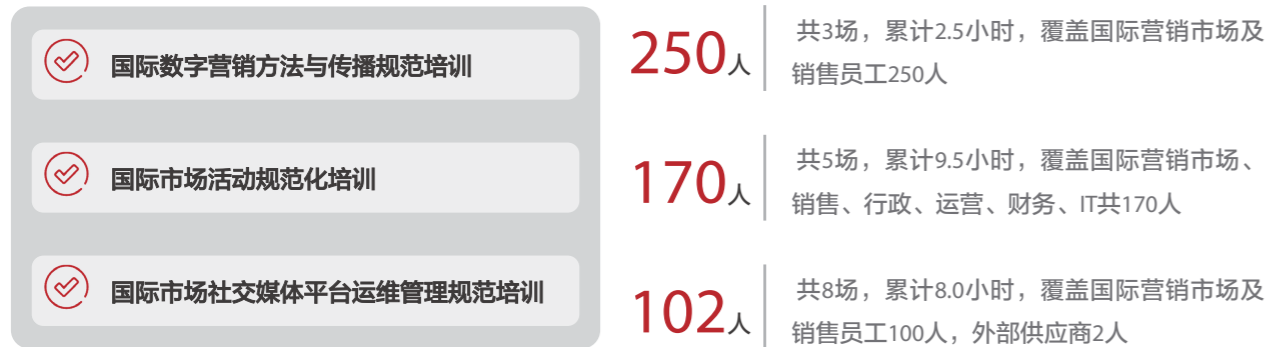 国际数字营销方法与传播规范培训
250人
共3场，累计2.5小时，覆盖国际营销市场及
销售员工250人
国际市场活动规范化培训
170人
共5场，累计9.5小时，覆盖国际营销市场、
销售、行政、运营、财务、IT共170人
国际市场社交媒体平台运维管理规范培训
102人
共8场，累计8.0小时，覆盖国际营销市场及
销售员工100人，外部供应商2人